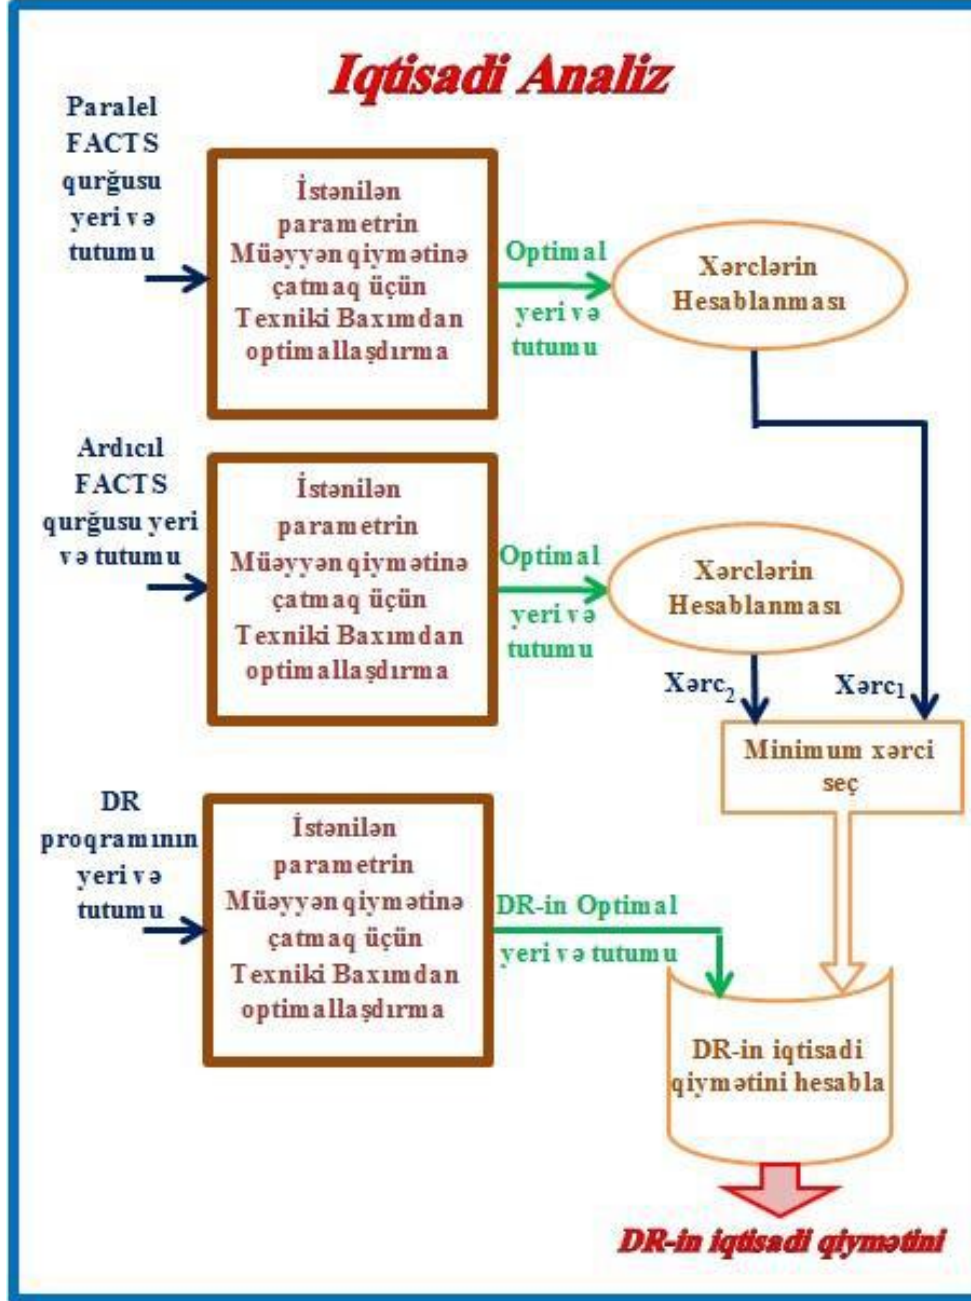 Iqtisadi Analiz
Paralel
FACTS
qurğusu
yeri və
tutumu
İstənilən
parametrin
Müəyyən qiymətinə
çatmaq üçün
Texniki Baxımdan
optimallaşdırma
Optimal
yeri və
tutumu
Xərclərin
Hesablanması
Ardıcıl
FACTS
qurğusu yeri
və tutumu
İstənilən
parametrin
Müəyyən qiymətinə
çatmaq üçün
Texniki Baxımdan
optimallaşdırma
Optimal
yeri və
tutumu
Xərclərin
Hesablanması
Xərc2
Xərc1
Minimum xərci
seç
DR
proqramının
yeri və
tutumu
İstənilən
parametrin
Müəyyən qiymətinə
çatmaq üçün
Texniki Baxımdan
optimallaşdırma
DR-in Optimal
yeri və tutumu
DR-in iqtisadi
qiymətini hesabla
DR-in iqtisadi qiymətini